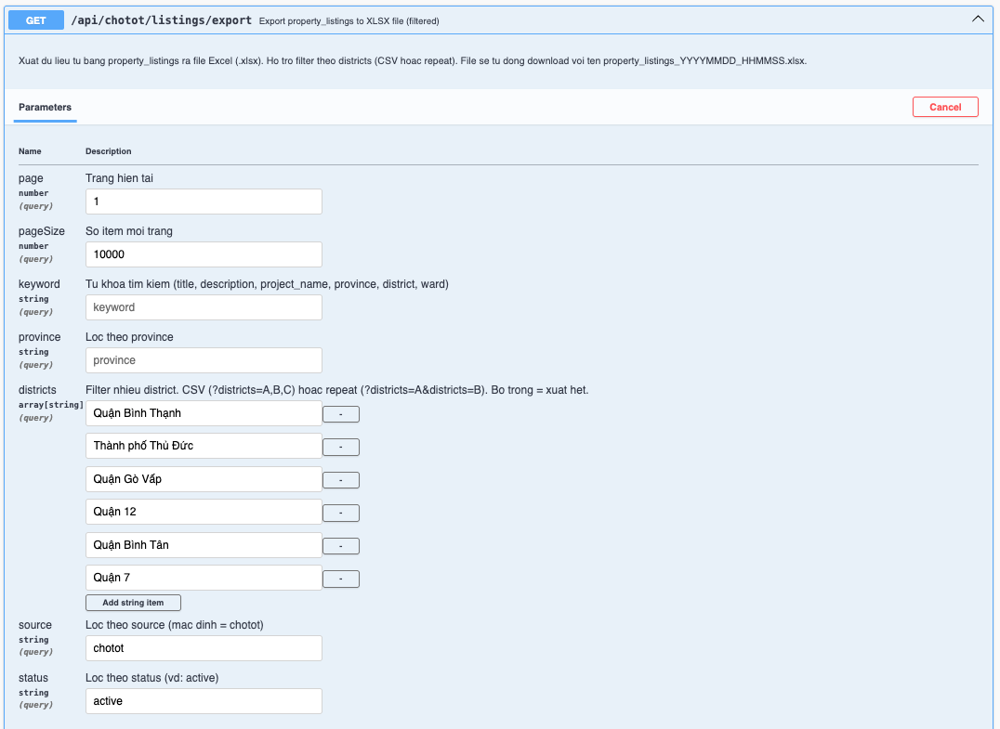 GET /api/chotot/listings/export Export property_listings to XLSX file (filtered)
Xuat du lieu tu bang property_listings ra file Excel (.xlsx). Ho tro filter theo districts (CSV hoac repeat). File se tu dong download voi ten property_listings_YYYYMMDD_HHMMSS.xlsx.
Parameters Cancel
Name Description
page Trang hien tai
number
(query)
1
pageSize So item moi trang
number
(query)
10000
keyword Tu khoa tim kiem (title, description, project_name, province, district, ward)
string
(query)
keyword
province Loc theo province
string
(query)
province
districts Filter nhieu district. CSV (?districts=A,B,C) hoac repeat (?districts=A&districts=B). Bo trong = xuat het.
array[string]
(query)
Quận Bình Thạnh -
Thành phố Thủ Đức -
Quận Gò Vấp -
Quận 12 -
Quận Bình Tân -
Quận 7 -
Add string item
source Loc theo source (mac dinh = chotot)
string
(query)
chotot
status Loc theo status (vd: active)
string
(query)
active